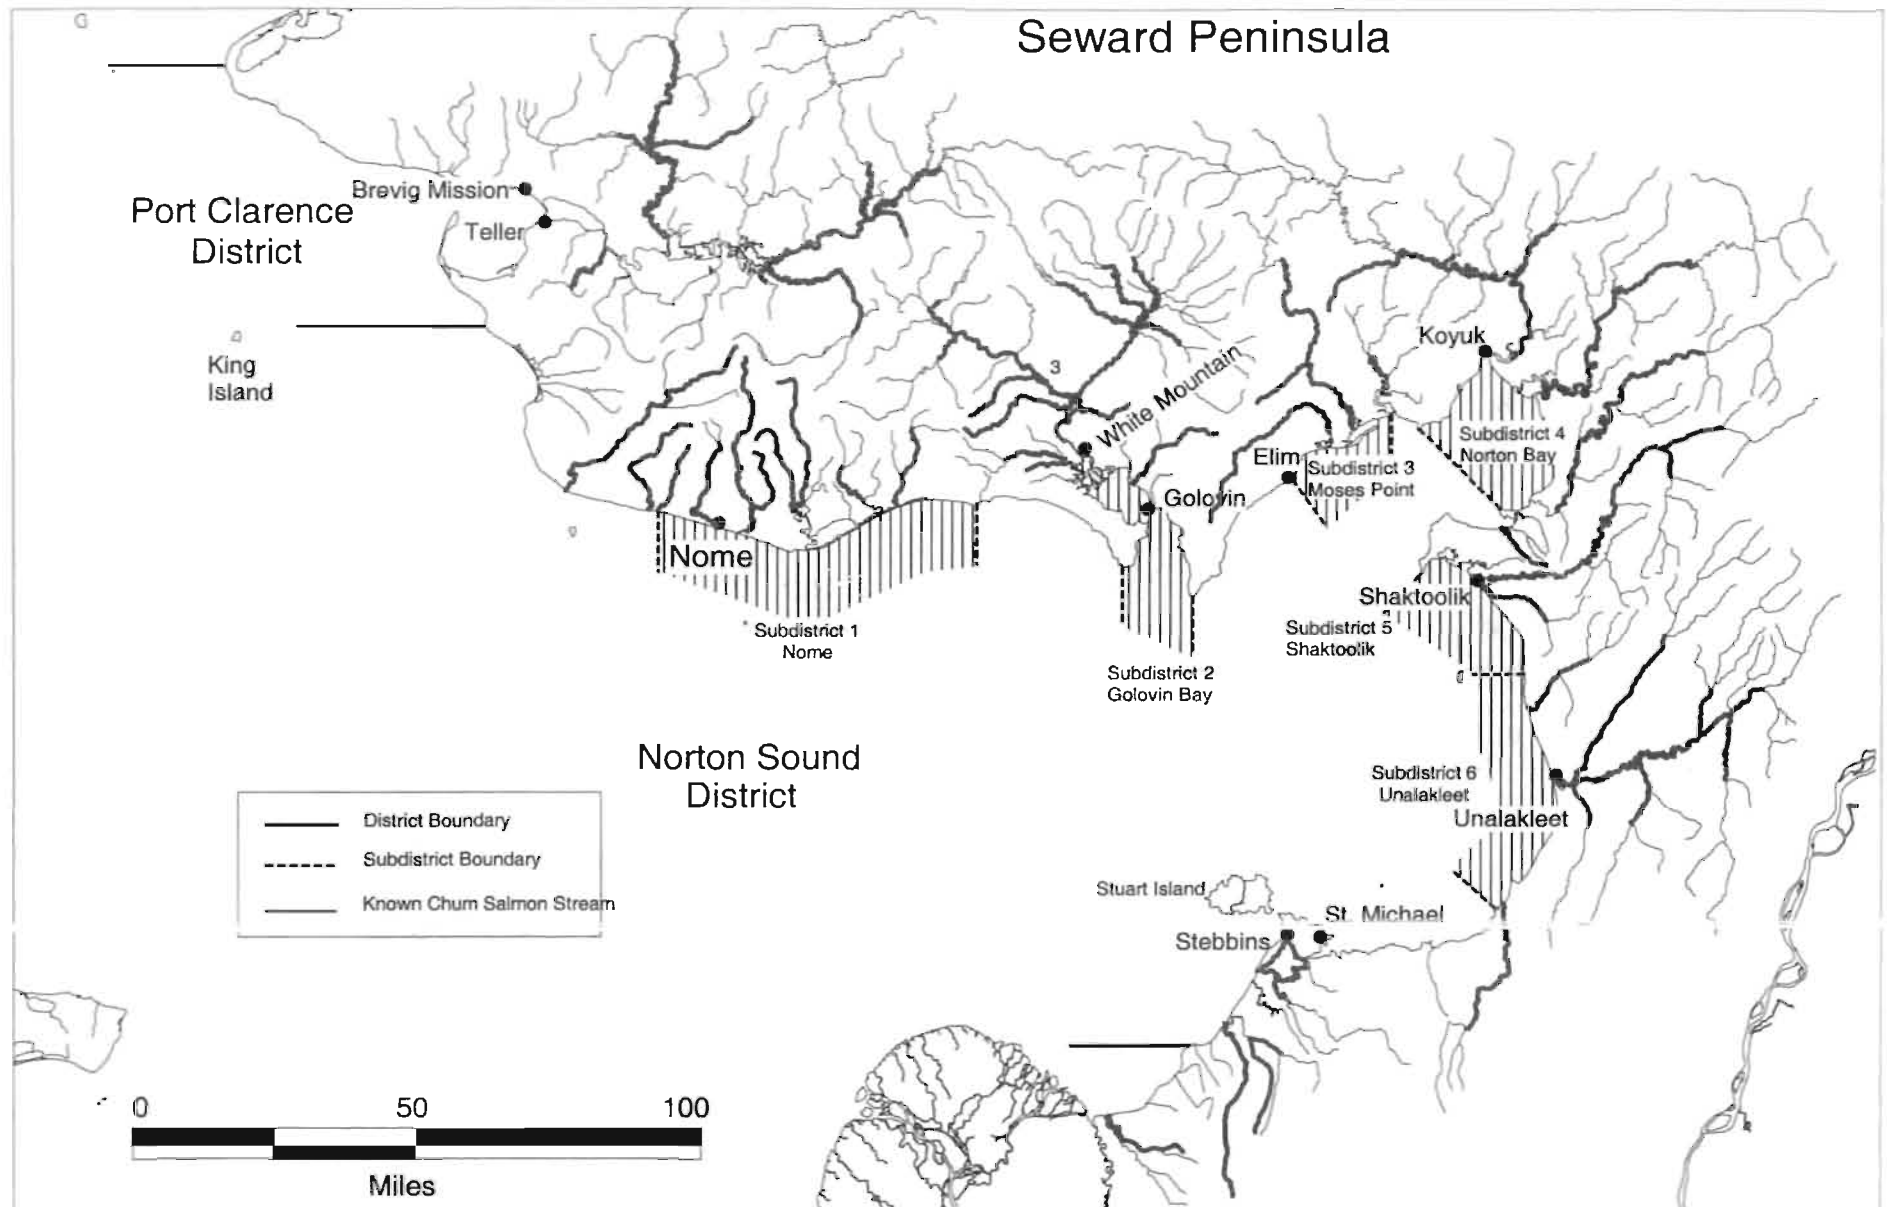 Seward Peninsula
Brevig Mission
Port Clarence
District
Teller
King
Island
Koyuk
3
White Mountain
Subdistrict 4
Norton Bay
Elim
Subdistrict 3
Moses Point
Golovin
Nome
Shaktoolik
Subdistrict 5
Shaktoolik
Subdistrict 1
Nome
Subdistrict 2
Golovin Bay
Norton Sound
District
Subdistrict 6
Unalakleet
Unalakleet
District Boundary
Subdistrict Boundary
Known Chum Salmon Stream
Stuart Island
St. Michael
Stebbins
0 50 100
Miles